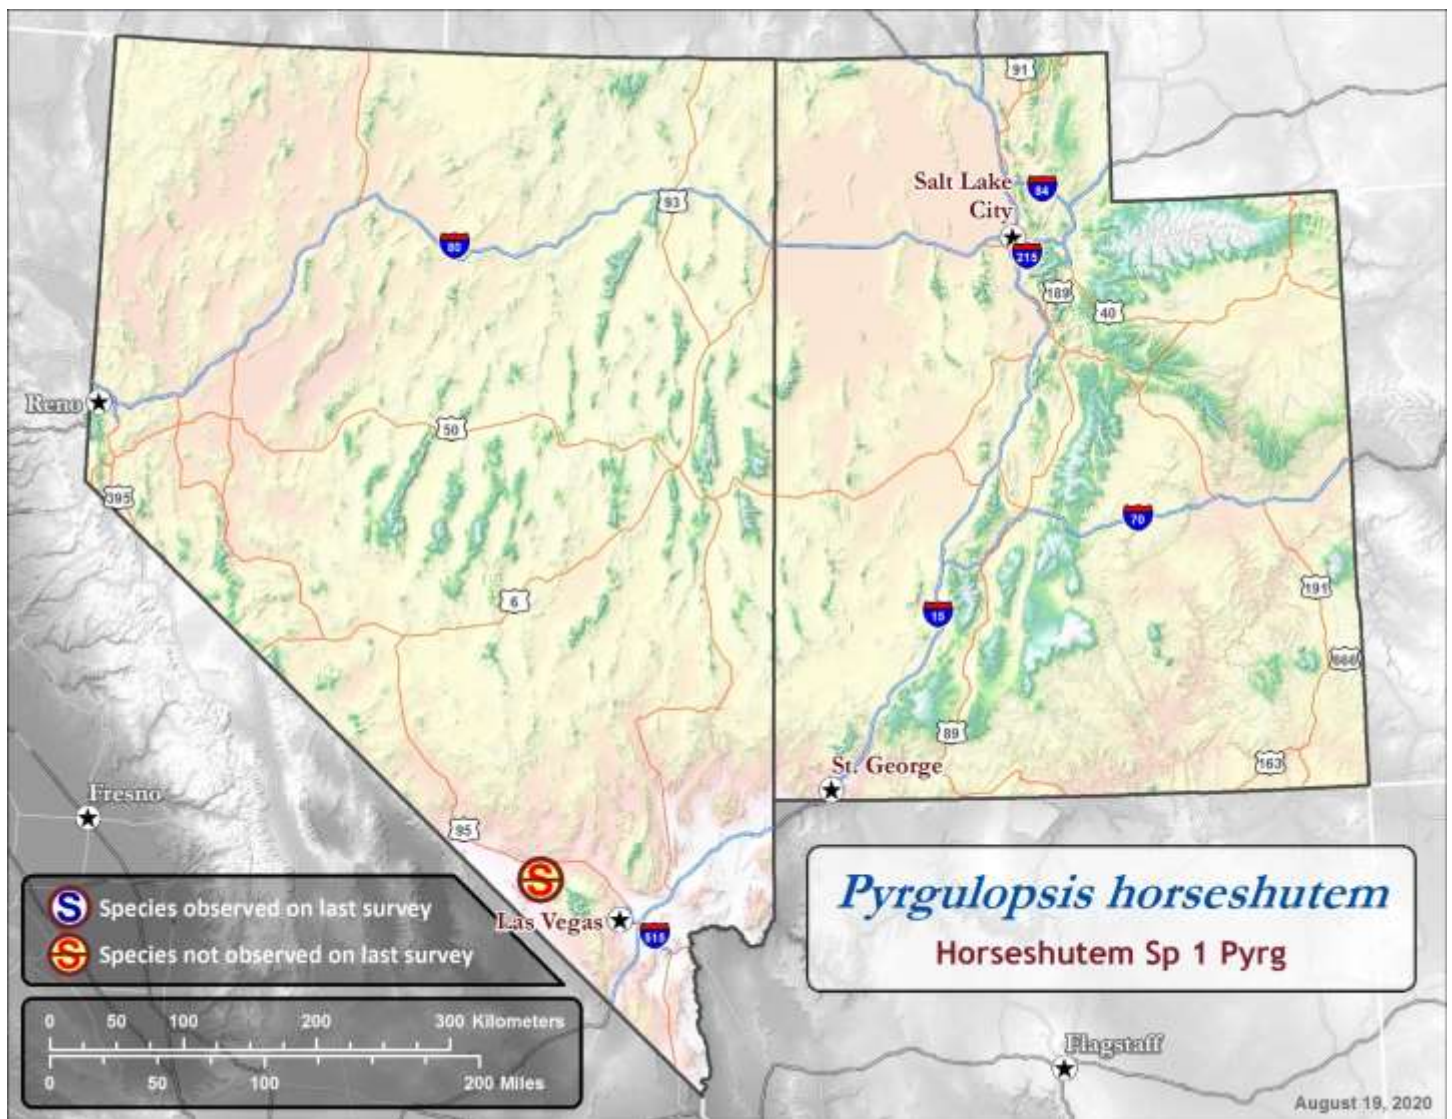 91
Salt Lake
City
84
93
80
215
189
40
Reno
50
395
70
6
191
15
666
89
163
St. George
Fresno
95
S
Las Vegas
515
S Species observed on last survey
S Species not observed on last survey
Pyrgulopsis horseshutem
Horseshutem Sp 1 Pyrg
0 50 100 200 300 Kilometers
0 50 100 200 Miles
Flagstaff
August 19, 2020